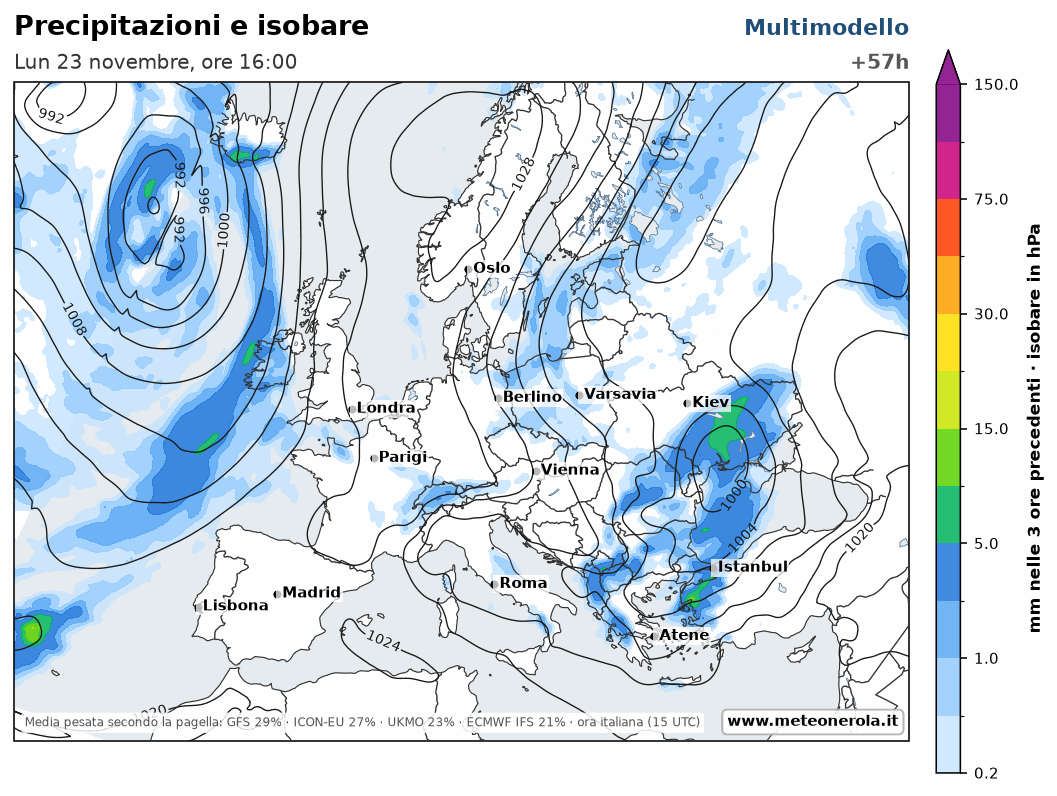 Precipitazioni e isobare
Multimodello
Lun 23 novembre, ore 16:00
+57h
992
992
996
992
1000
1008
1028
Oslo
Londra
Berlino
Varsavia
Kiev
Parigi
Vienna
1000
1004
1020
Istanbul
Roma
Madrid
Lisbona
Atene
1024
Media pesata secondo la pagella: GFS 29% · ICON-EU 27% · UKMO 23% · ECMWF IFS 21% · ora italiana (15 UTC)
www.meteonerola.it
150.0
75.0
30.0
15.0
5.0
1.0
0.2
mm nelle 3 ore precedenti · isobare in hPa